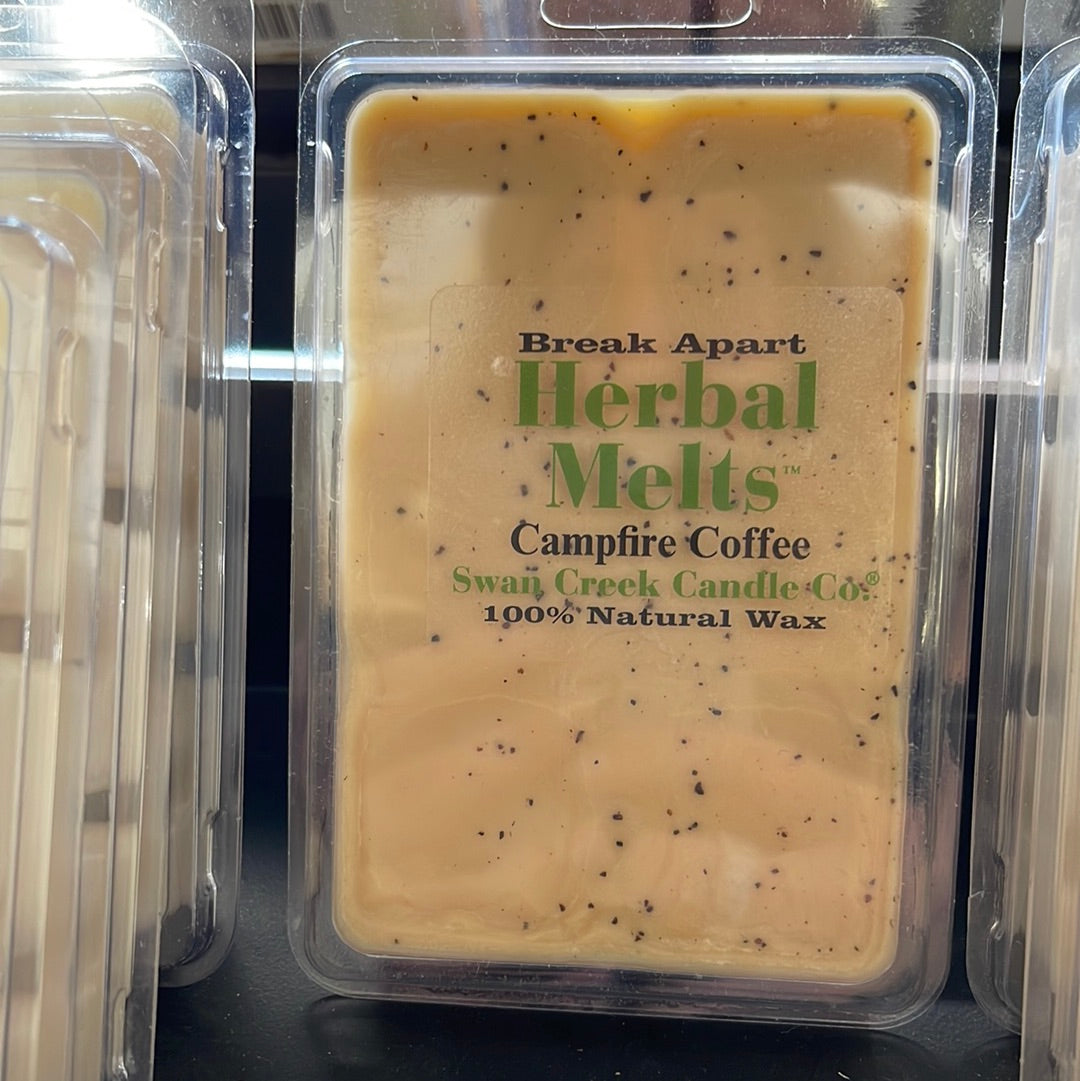 Break Apart
Herbal
Melts™
Campfire Coffee
Swan Creek Candle Co.®
100% Natural Wax